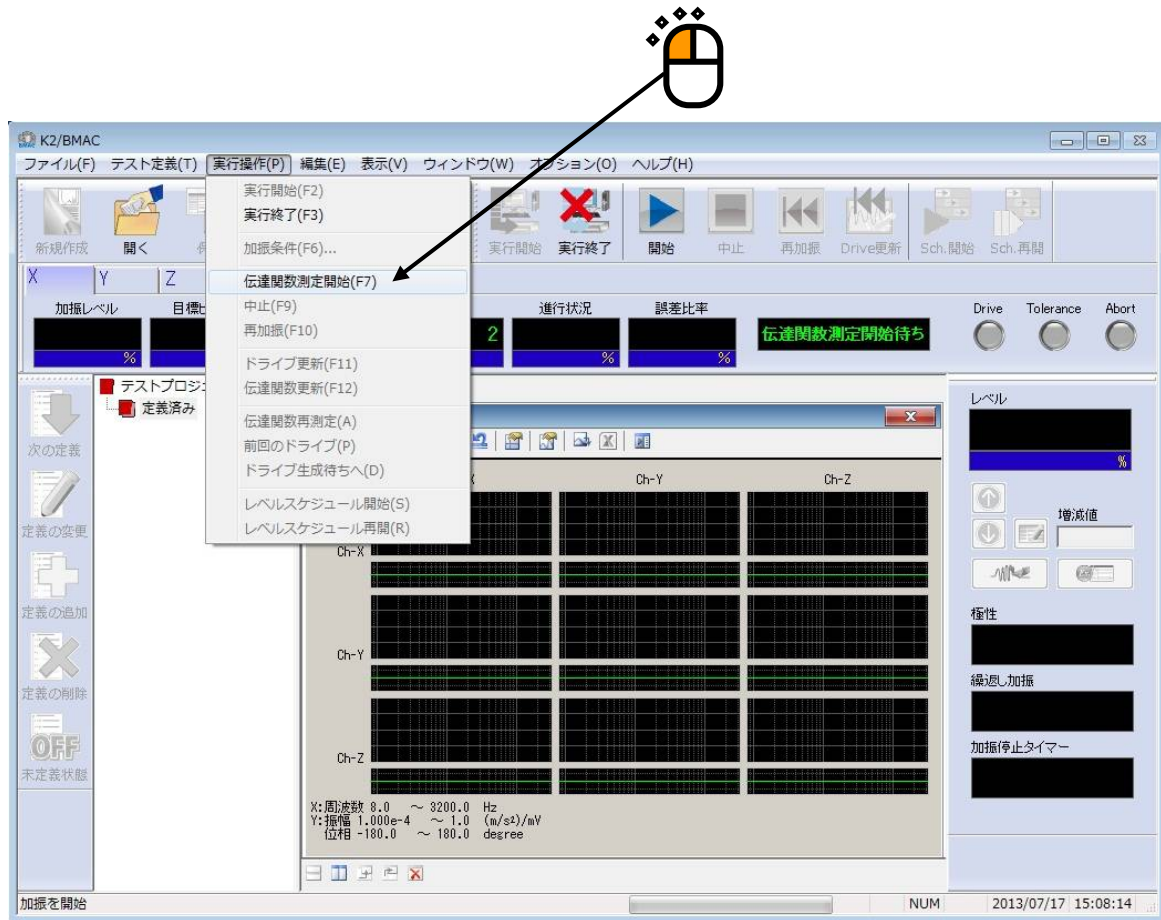 K2/BMAC
ファイル(F) テスト定義(T) 実行操作(P) 編集(E) 表示(V) ウィンドウ(W) オプション(O) ヘルプ(H)
実行開始(F2)
実行終了(F3)
加振条件(F6)...
伝達関数測定開始(F7)
中止(F9)
再加振(F10)
ドライブ更新(F11)
伝達関数更新(F12)
伝達関数再測定(A)
前回のドライブ(P)
ドライブ生成待ちへ(D)
レベルスケジュール開始(S)
レベルスケジュール再開(R)
新規作成 開く 実行開始 実行終了 開始 中止 再加振 Drive更新 Sch.開始 Sch.再開
X Y Z
加振レベル 目標 進行状況 誤差比率 Drive Tolerance Abort
2 伝達関数測定開始待ち
% % %
テストプロジ
定義済み
次の定義
定義の変更
定義の追加
定義の削除
OFF
未定義状態
Ch-Y Ch-Z
Ch-X
Ch-Y
Ch-Z
X:周波数 8.0 ～ 3200.0 Hz
Y:振幅 1.000e-4 ～ 1.0 (m/s²)/mV
位相 -180.0 ～ 180.0 degree
レベル
%
増減値
極性
繰返し加振
加振停止タイマー
加振を開始 NUM 2013/07/17 15:08:14